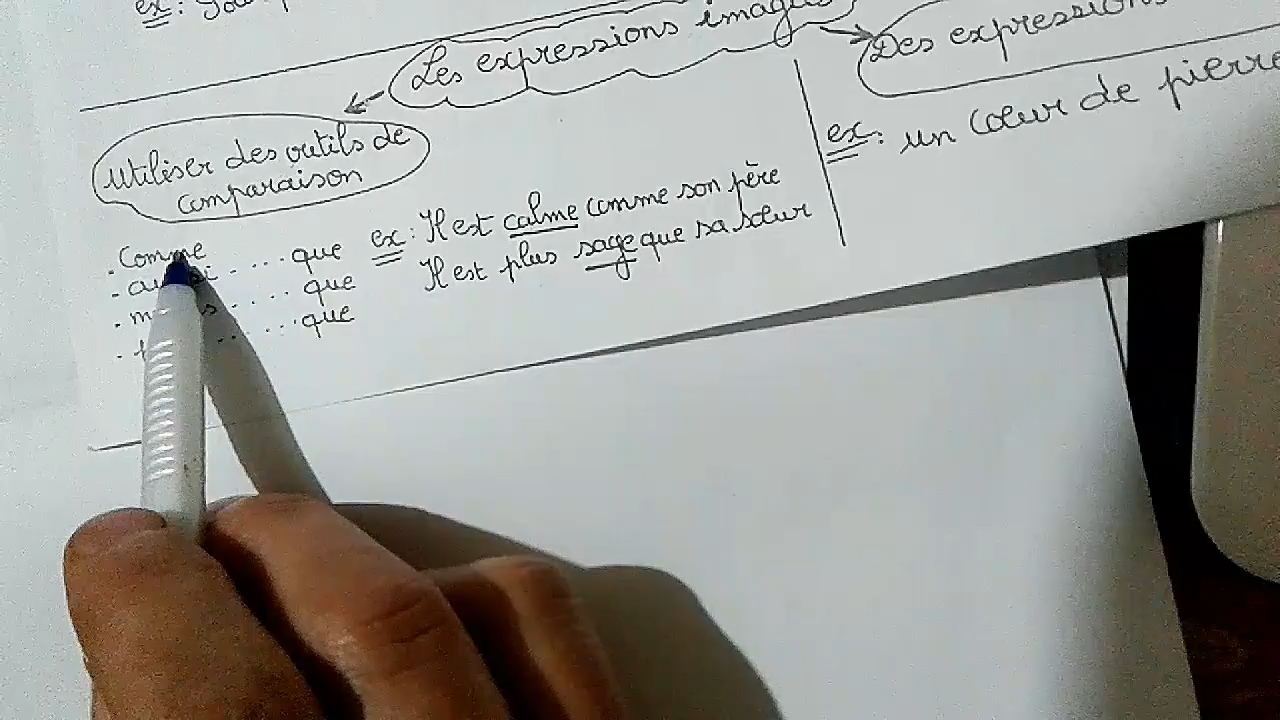 ex:
Les expressions
Des expressions
utiliser des outils de
comparaison
ex: un cœur de pierre
. Comme
. ..... que
. ..... que
. ..... que
ex: Il est calme comme son père
Il est plus sage que sa sœur